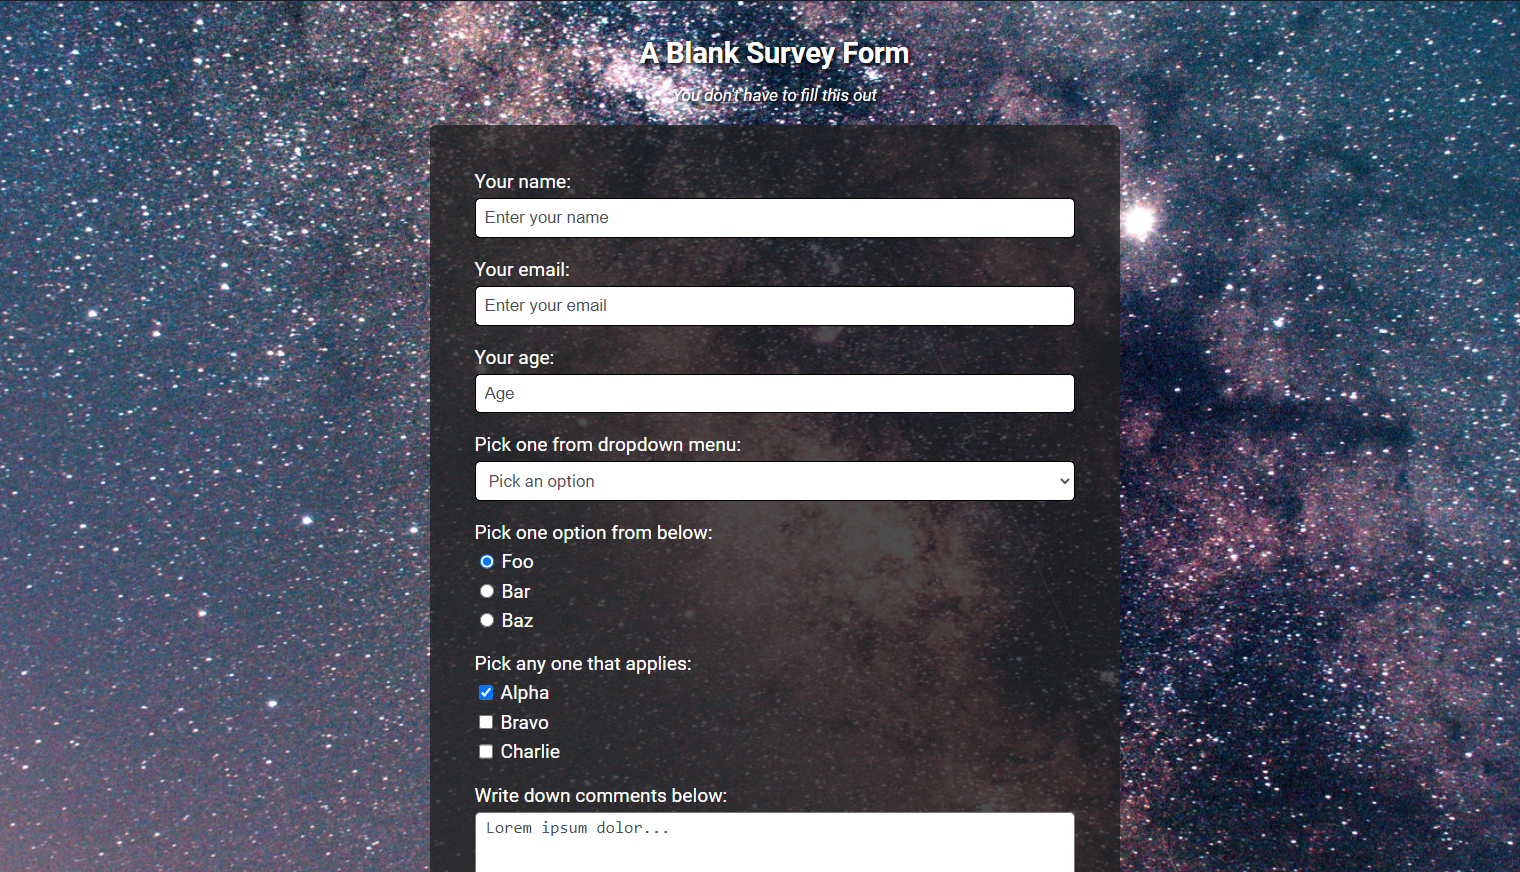 A Blank Survey Form
You don't have to fill this out
Your name:
Enter your name
Your email:
Enter your email
Your age:
Age
Pick one from dropdown menu:
Pick an option
Pick one option from below:
Foo
Bar
Baz
Pick any one that applies:
Alpha
Bravo
Charlie
Write down comments below:
Lorem ipsum dolor...